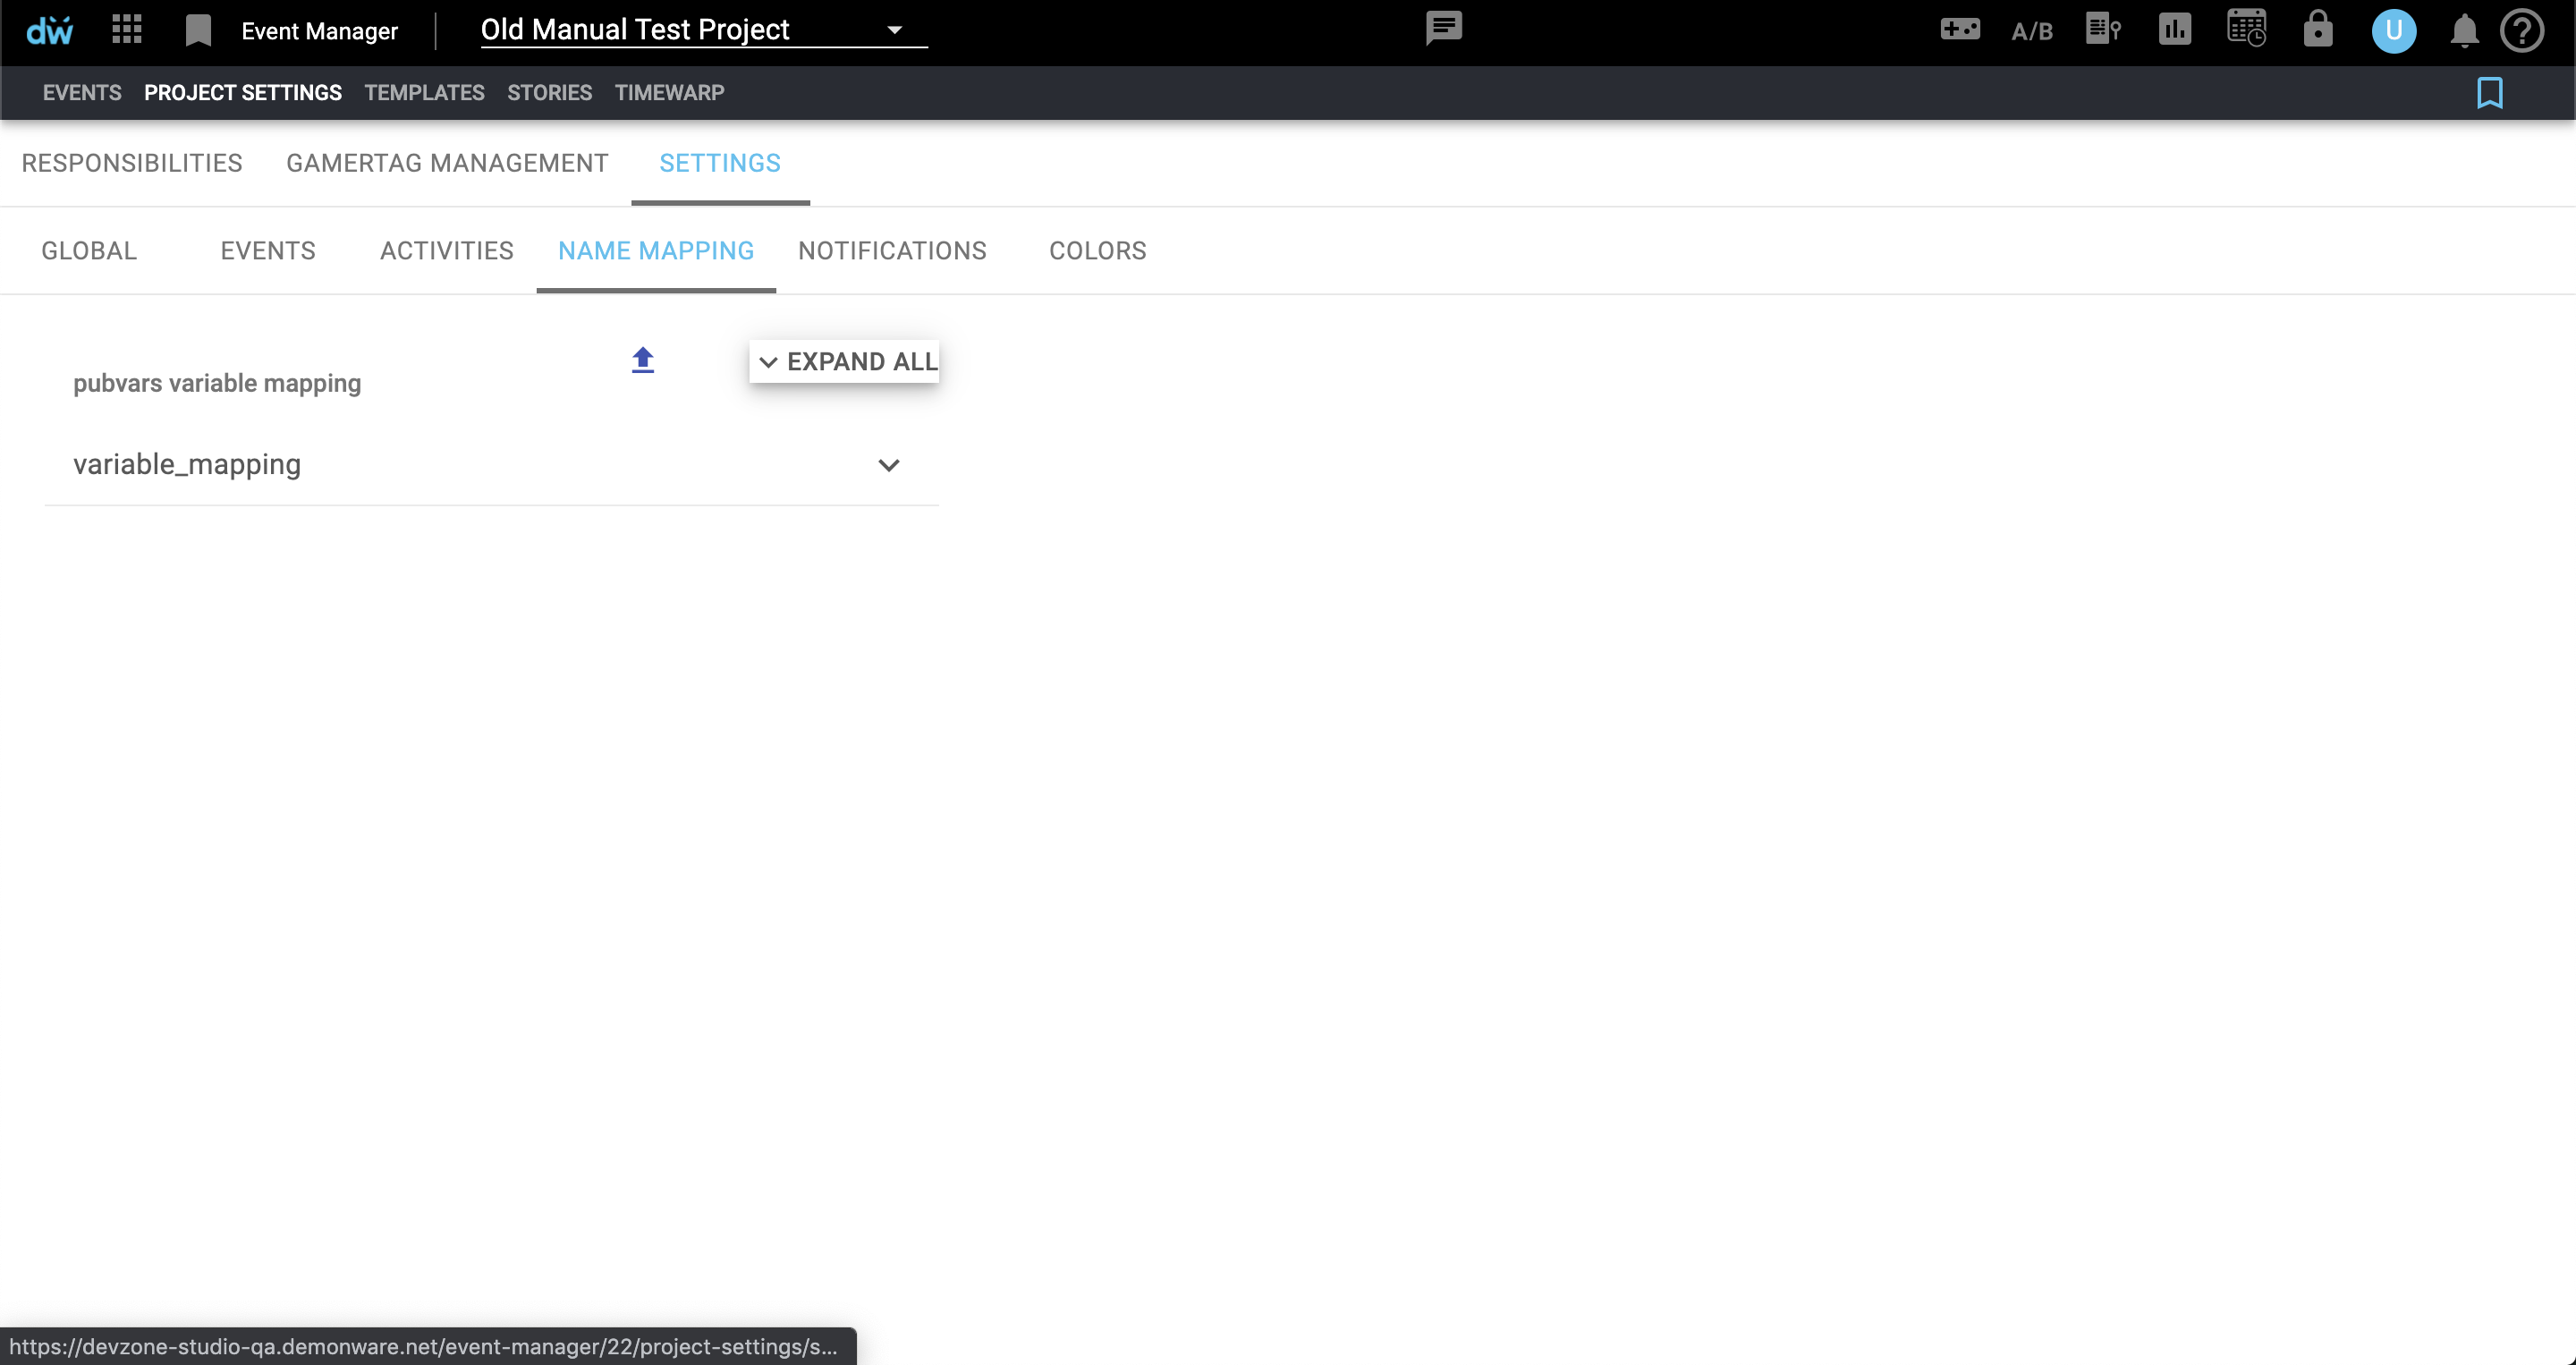 dw Event Manager Old Manual Test Project A/B U ?
EVENTS PROJECT SETTINGS TEMPLATES STORIES TIMEWARP
RESPONSIBILITIES GAMERTAG MANAGEMENT SETTINGS
GLOBAL EVENTS ACTIVITIES NAME MAPPING NOTIFICATIONS COLORS
EXPAND ALL
pubvars variable mapping
variable_mapping
https://devzone-studio-qa.demonware.net/event-manager/22/project-settings/s...